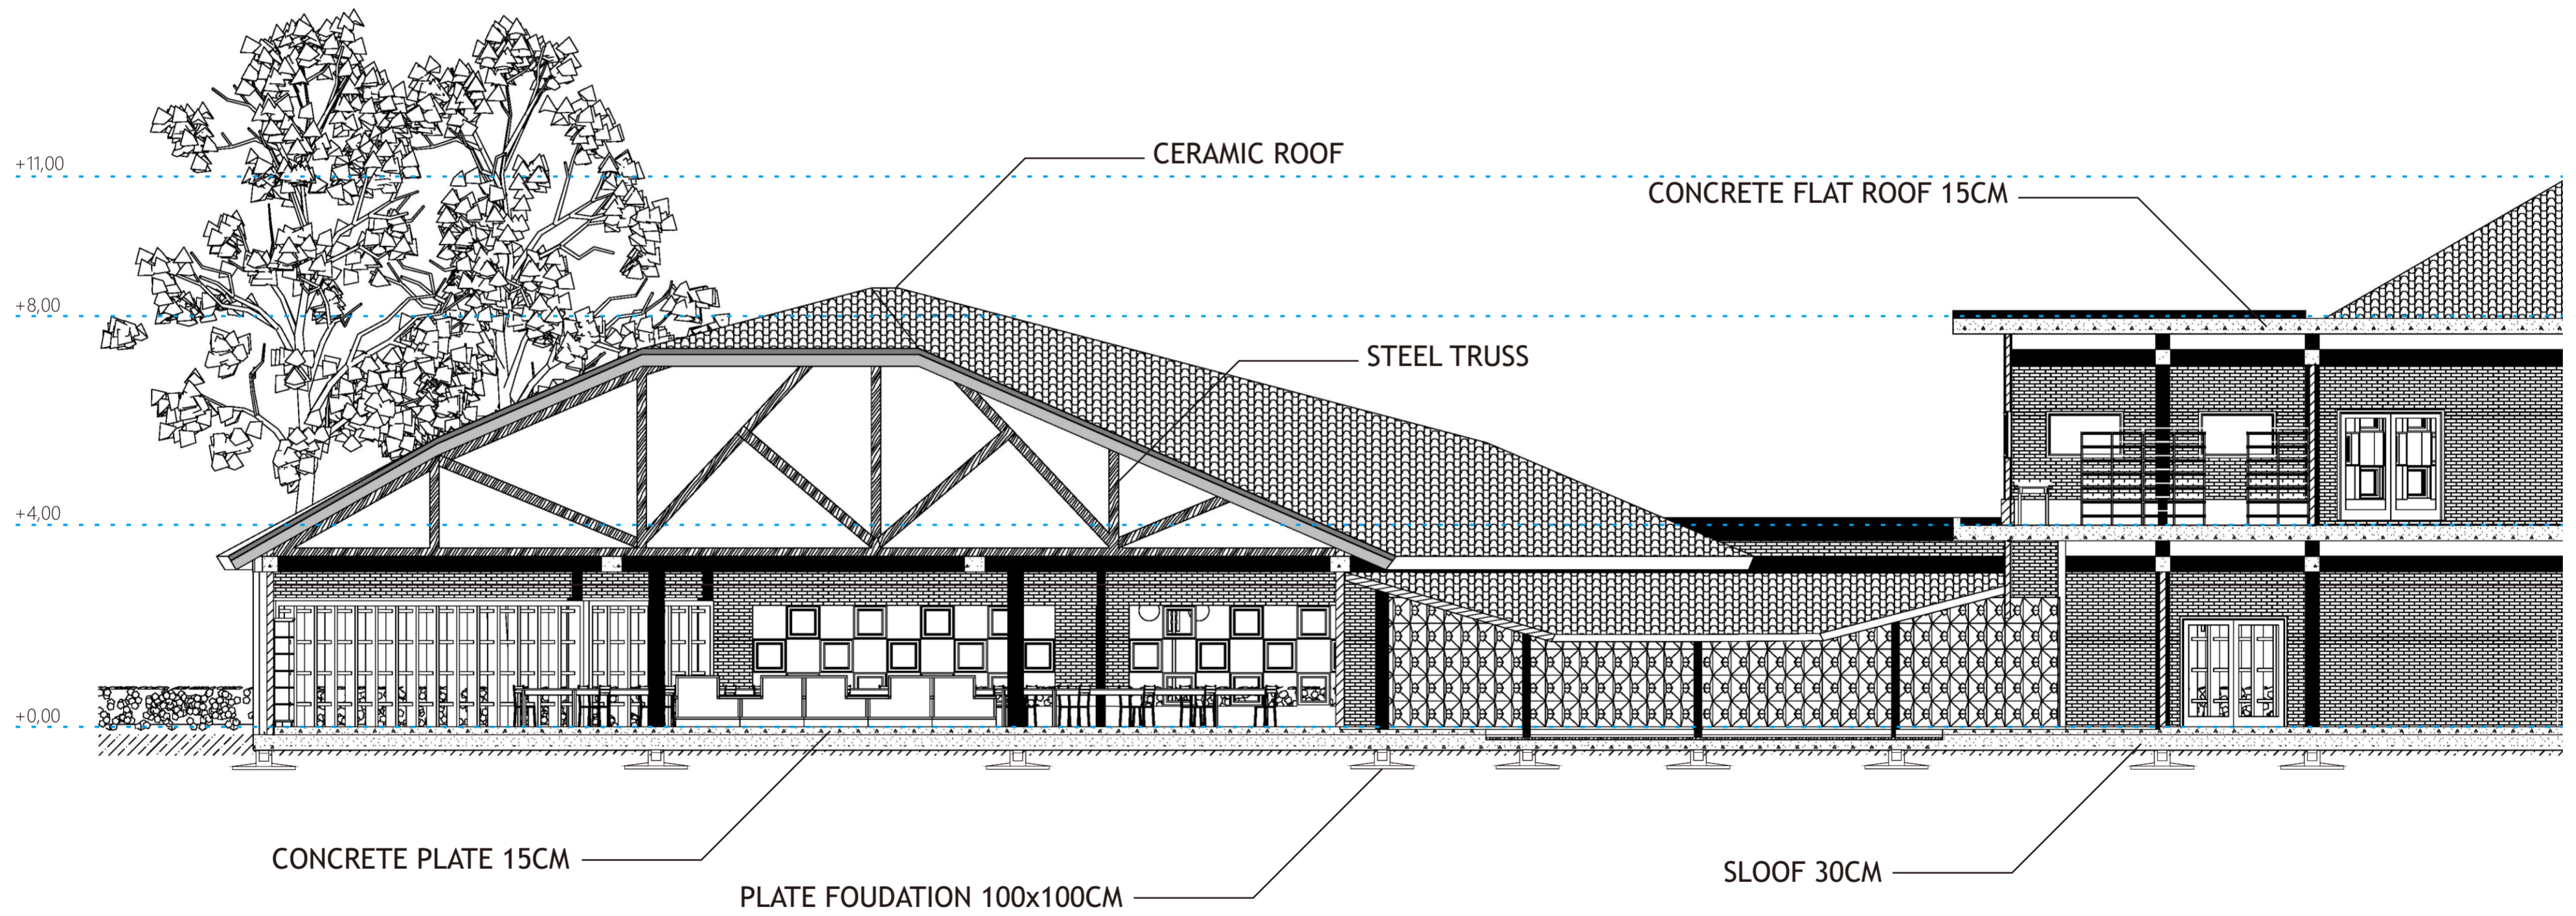 CERAMIC ROOF
+11,00
CONCRETE FLAT ROOF 15CM
+8,00
STEEL TRUSS
+4,00
+0,00
CONCRETE PLATE 15CM
SLOOF 30CM
PLATE FOUDATION 100x100CM